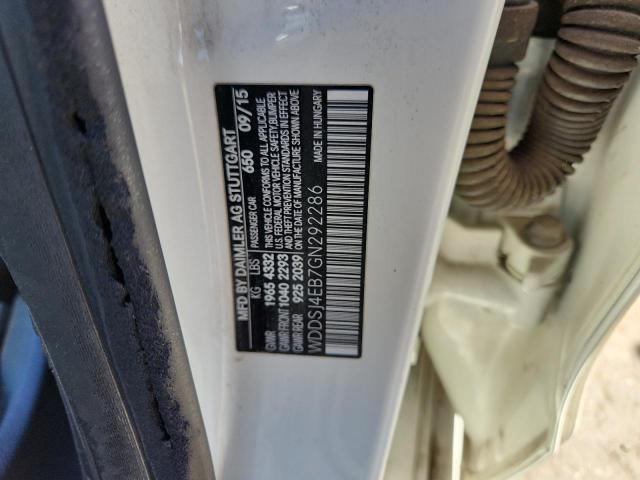 MFD BY DAIMLER AG STUTTGART
PASSENGER CAR 650 09/15
KG LBS
GVWR 1965 4332
GAWR FRONT 1040 2293
GAWR REAR 925 2039
THIS VEHICLE CONFORMS TO ALL APPLICABLE
U.S. FEDERAL MOTOR VEHICLE SAFETY, BUMPER
AND THEFT PREVENTION STANDARDS IN EFFECT
ON THE DATE OF MANUFACTURE SHOWN ABOVE
MADE IN HUNGARY
WDDSJ4EB7GN292286